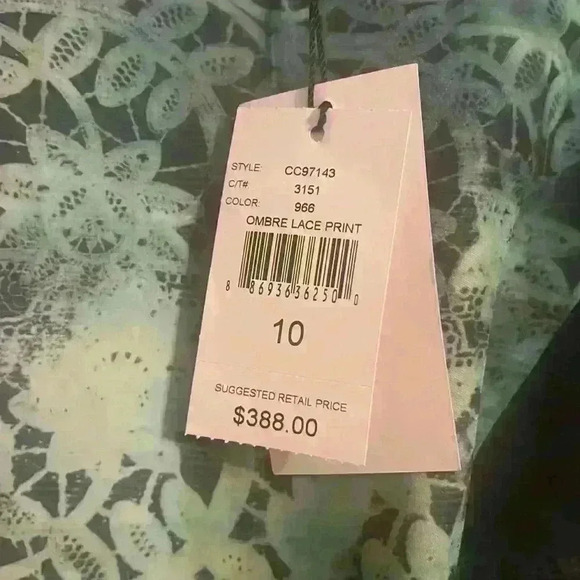 STYLE: CC97143
C/T# 3151
COLOR: 966
OMBRE LACE PRINT
8 86936 36250 0
10
SUGGESTED RETAIL PRICE
$388.00